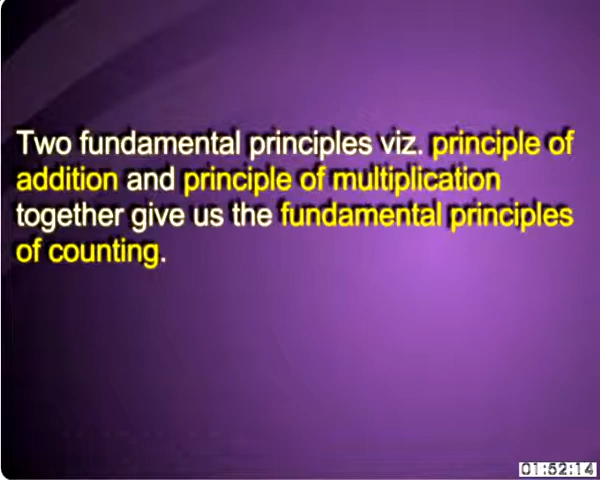 Two fundamental principles viz. principle of
addition and principle of multiplication
together give us the fundamental principles
of counting.
01:52:14